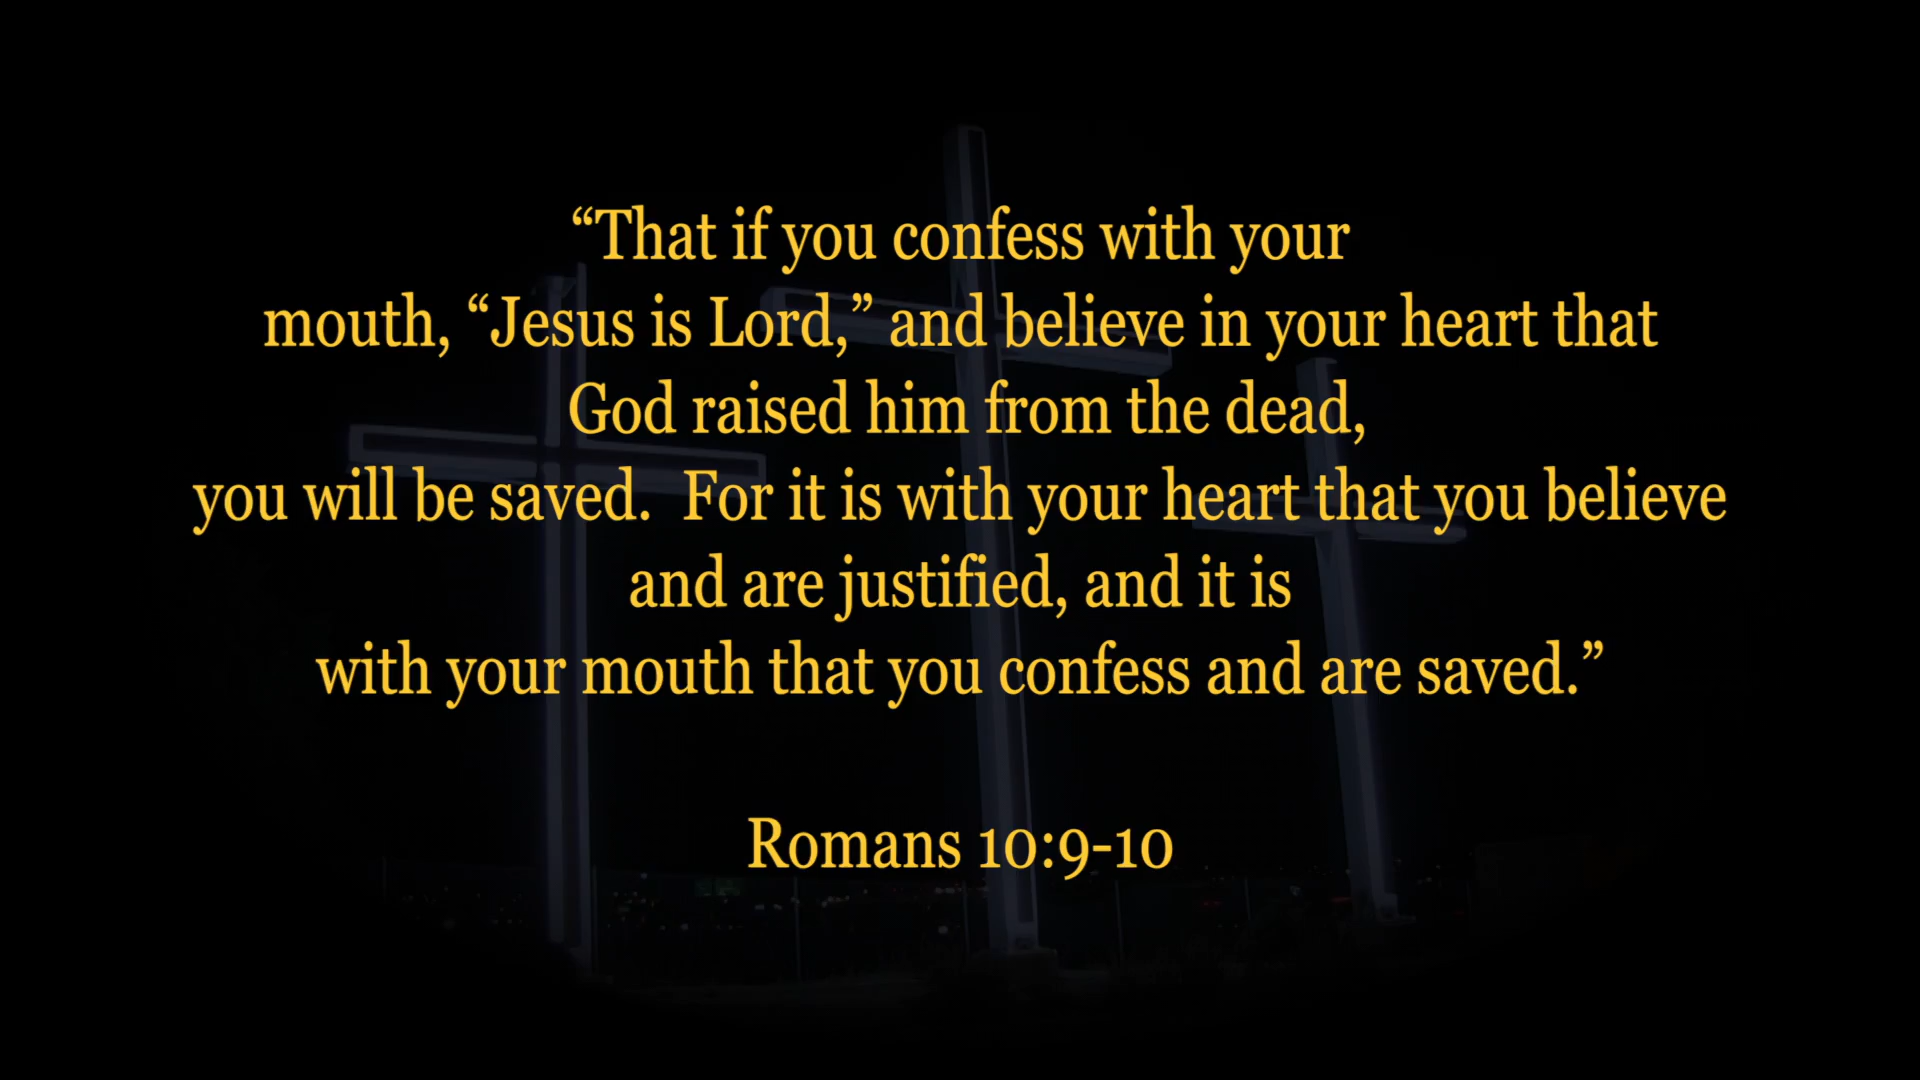 “That if you confess with your
mouth, “Jesus is Lord,” and believe in your heart that
God raised him from the dead,
you will be saved.  For it is with your heart that you believe
and are justified, and it is
with your mouth that you confess and are saved.”
Romans 10:9-10